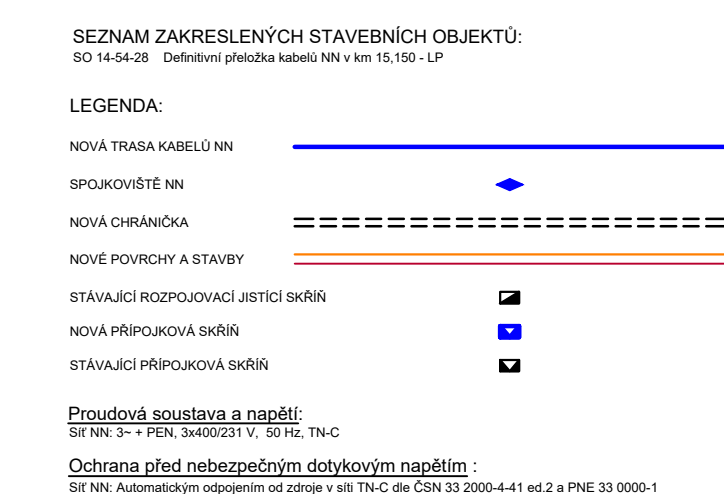 SEZNAM ZAKRESLENÝCH STAVEBNÍCH OBJEKTŮ:
SO 14-54-28 Definitivní přeložka kabelů NN v km 15,150 - LP
LEGENDA:
NOVÁ TRASA KABELŮ NN
SPOJKOVIŠTĚ NN
NOVÁ CHRÁNIČKA
NOVÉ POVRCHY A STAVBY
STÁVAJÍCÍ ROZPOJOVACÍ JISTÍCÍ SKŘÍŇ
NOVÁ PŘÍPOJKOVÁ SKŘÍŇ
STÁVAJÍCÍ PŘÍPOJKOVÁ SKŘÍŇ
Proudová soustava a napětí:
Síť NN: 3~ + PEN, 3x400/231 V, 50 Hz, TN-C
Ochrana před nebezpečným dotykovým napětím :
Síť NN: Automatickým odpojením od zdroje v síti TN-C dle ČSN 33 2000-4-41 ed.2 a PNE 33 0000-1